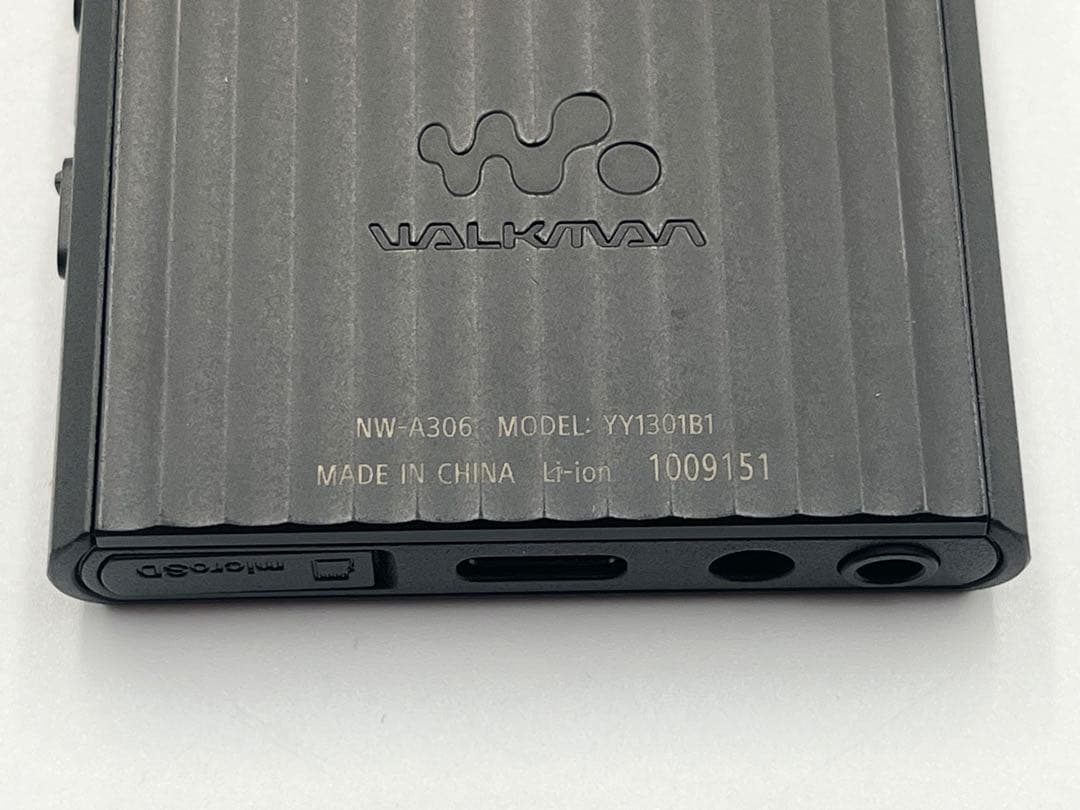 WALKMAN
NW-A306 MODEL: YY1301B1
MADE IN CHINA Li-ion 1009151
microSD